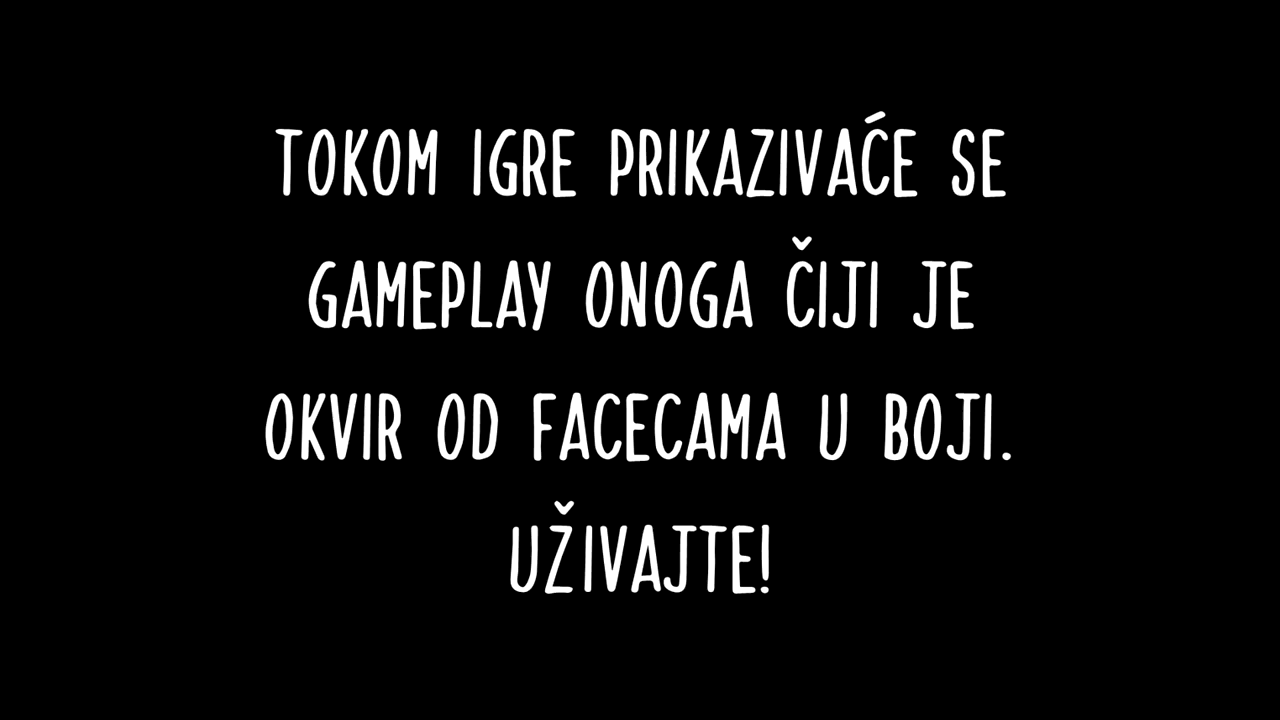 TOKOM IGRE PRIKAZIVAĆE SE
GAMEPLAY ONOGA ČIJI JE
OKVIR OD FACECAMA U BOJI.
UŽIVAJTE!